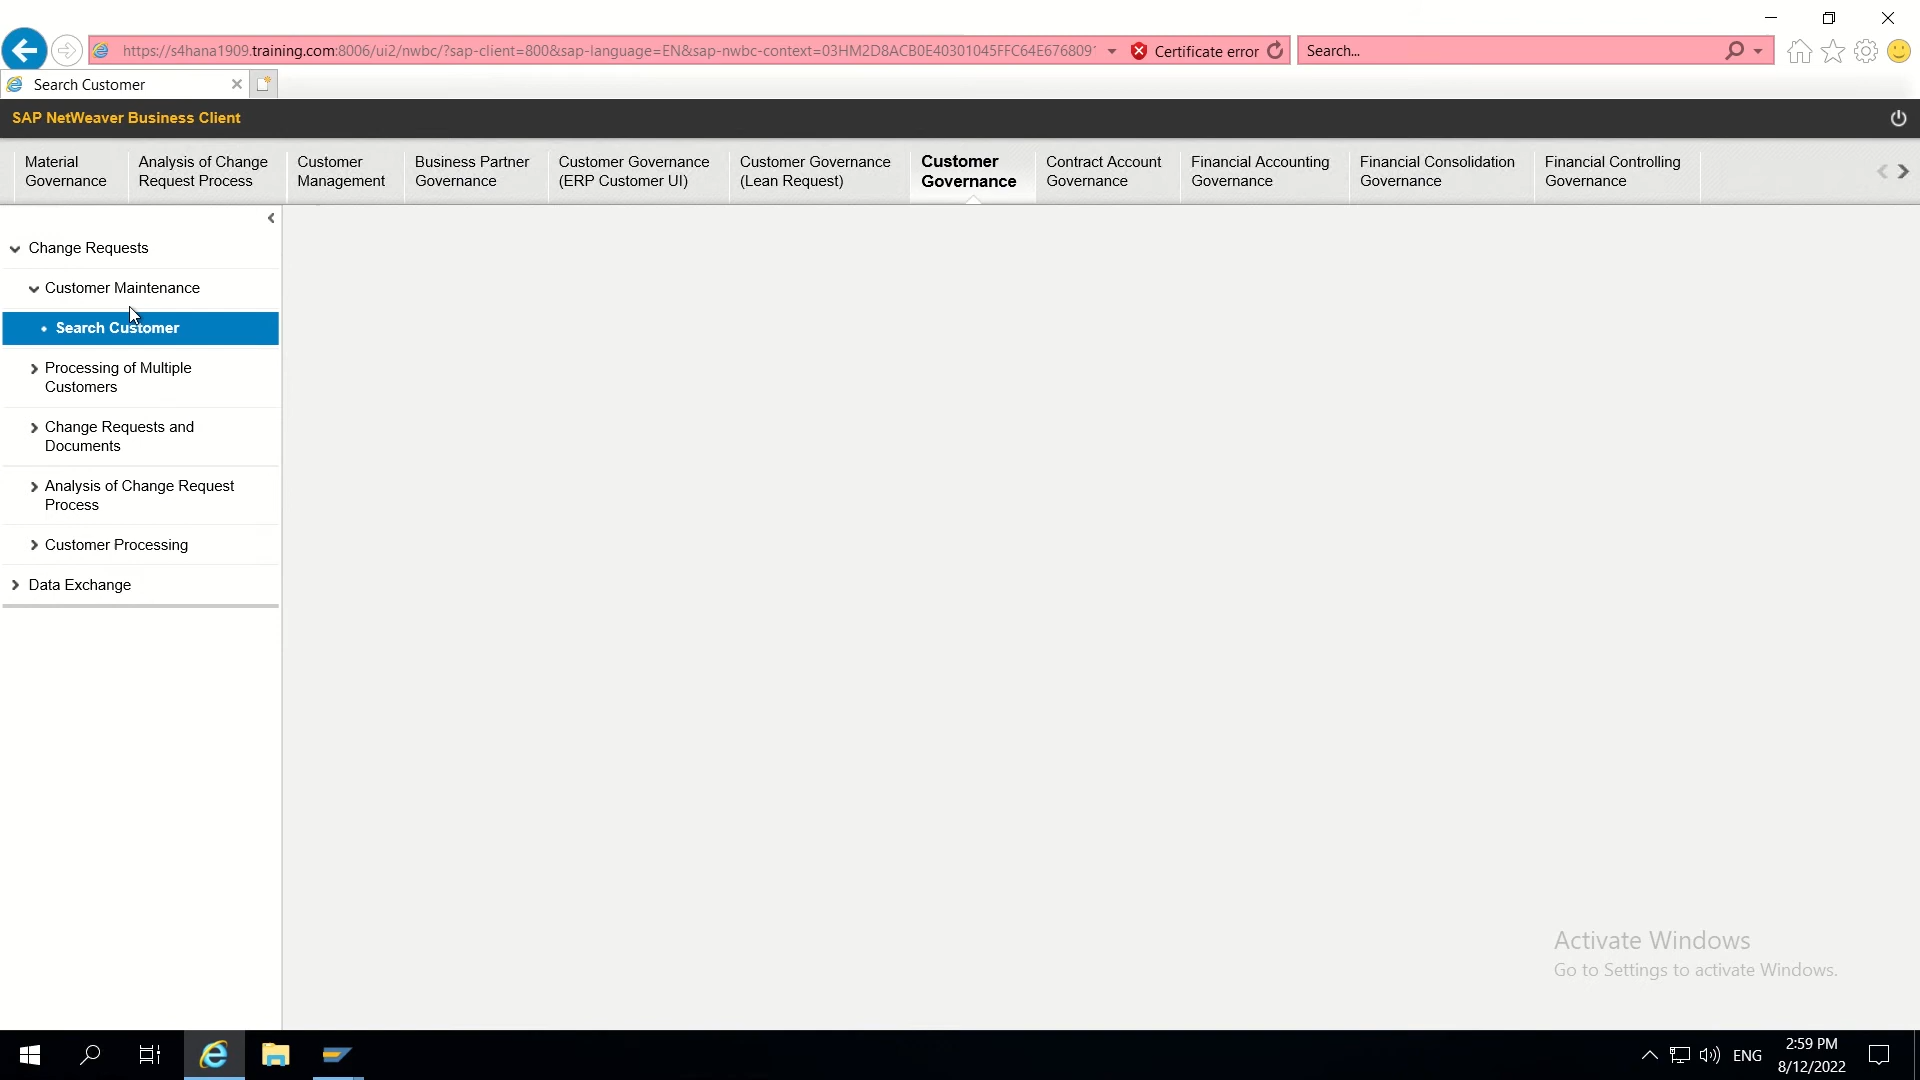 https://s4hana1909.training.com:8006/ui2/nwbc/?sap-client=800&sap-language=EN&sap-nwbc-context=03HM2D8ACB0E40301045FFC64E676809
Certificate error
Search...
Search Customer
SAP NetWeaver Business Client
Material
Governance
Analysis of Change
Request Process
Customer
Management
Business Partner
Governance
Customer Governance
(ERP Customer UI)
Customer Governance
(Lean Request)
Customer
Governance
Contract Account
Governance
Financial Accounting
Governance
Financial Consolidation
Governance
Financial Controlling
Governance
Change Requests
Customer Maintenance
Search Customer
Processing of Multiple
Customers
Change Requests and
Documents
Analysis of Change Request
Process
Customer Processing
Data Exchange
Activate Windows
Go to Settings to activate Windows.
ENG
2:59 PM
8/12/2022